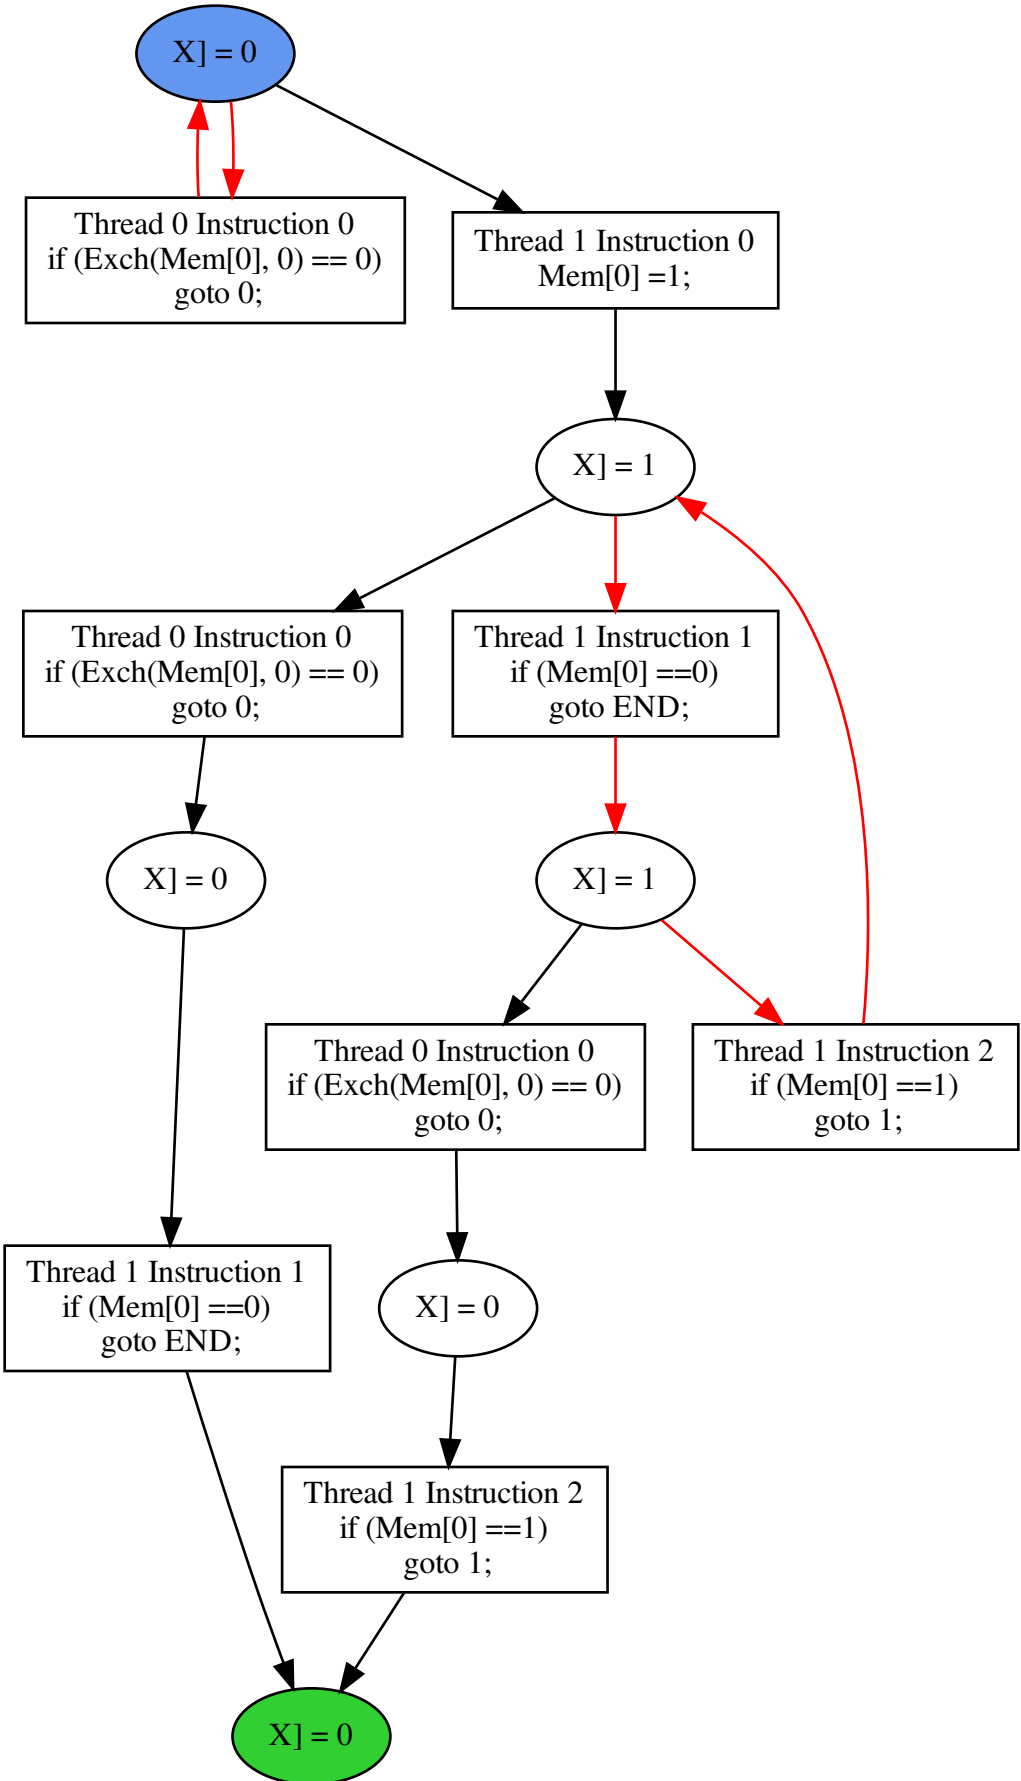 X] = 0
Thread 0 Instruction 0
if (Exch(Mem[0], 0) == 0)
goto 0;
Thread 1 Instruction 0
Mem[0] =1;
X] = 1
Thread 0 Instruction 0
if (Exch(Mem[0], 0) == 0)
goto 0;
Thread 1 Instruction 1
if (Mem[0] ==0)
goto END;
X] = 0
X] = 1
Thread 0 Instruction 0
if (Exch(Mem[0], 0) == 0)
goto 0;
Thread 1 Instruction 2
if (Mem[0] ==1)
goto 1;
Thread 1 Instruction 1
if (Mem[0] ==0)
goto END;
X] = 0
Thread 1 Instruction 2
if (Mem[0] ==1)
goto 1;
X] = 0